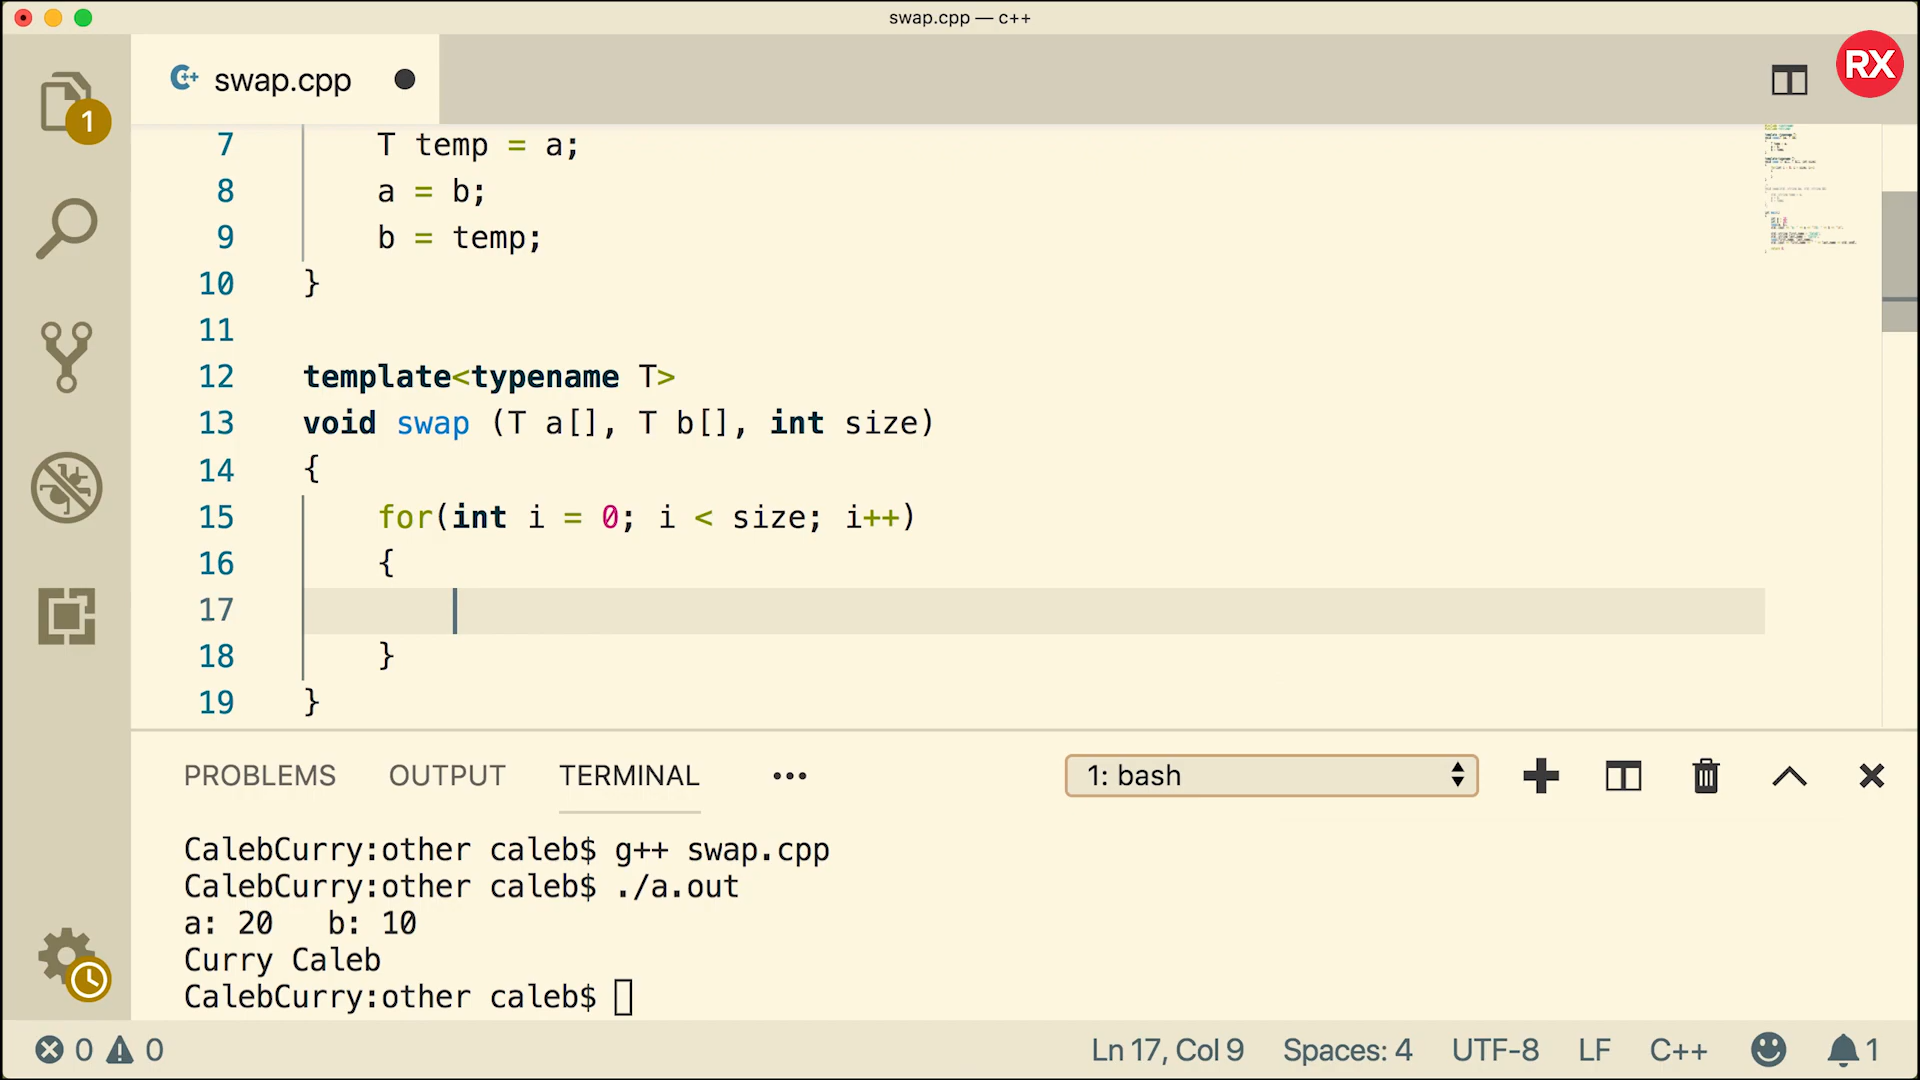 swap.cpp — c++
swap.cpp
RX
1
7 T temp = a;
8 a = b;
9 b = temp;
10 }
11
12 template<typename T>
13 void swap (T a[], T b[], int size)
14 {
15 for(int i = 0; i < size; i++)
16 {
17
18 }
19 }
PROBLEMS OUTPUT TERMINAL ••• 1: bash
CalebCurry:other caleb$ g++ swap.cpp
CalebCurry:other caleb$ ./a.out
a: 20 b: 10
Curry Caleb
CalebCurry:other caleb$
0 0 Ln 17, Col 9 Spaces: 4 UTF-8 LF C++ 1